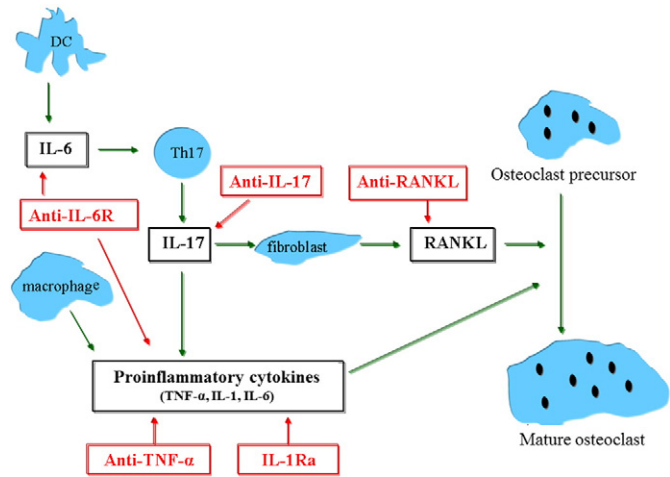 DC
IL-6
Th17
Anti-IL-17
Anti-RANKL
Osteoclast precursor
Anti-IL-6R
IL-17
fibroblast
RANKL
macrophage
Proinflammatory cytokines
(TNF-α, IL-1, IL-6)
Mature osteoclast
Anti-TNF-α
IL-1Ra